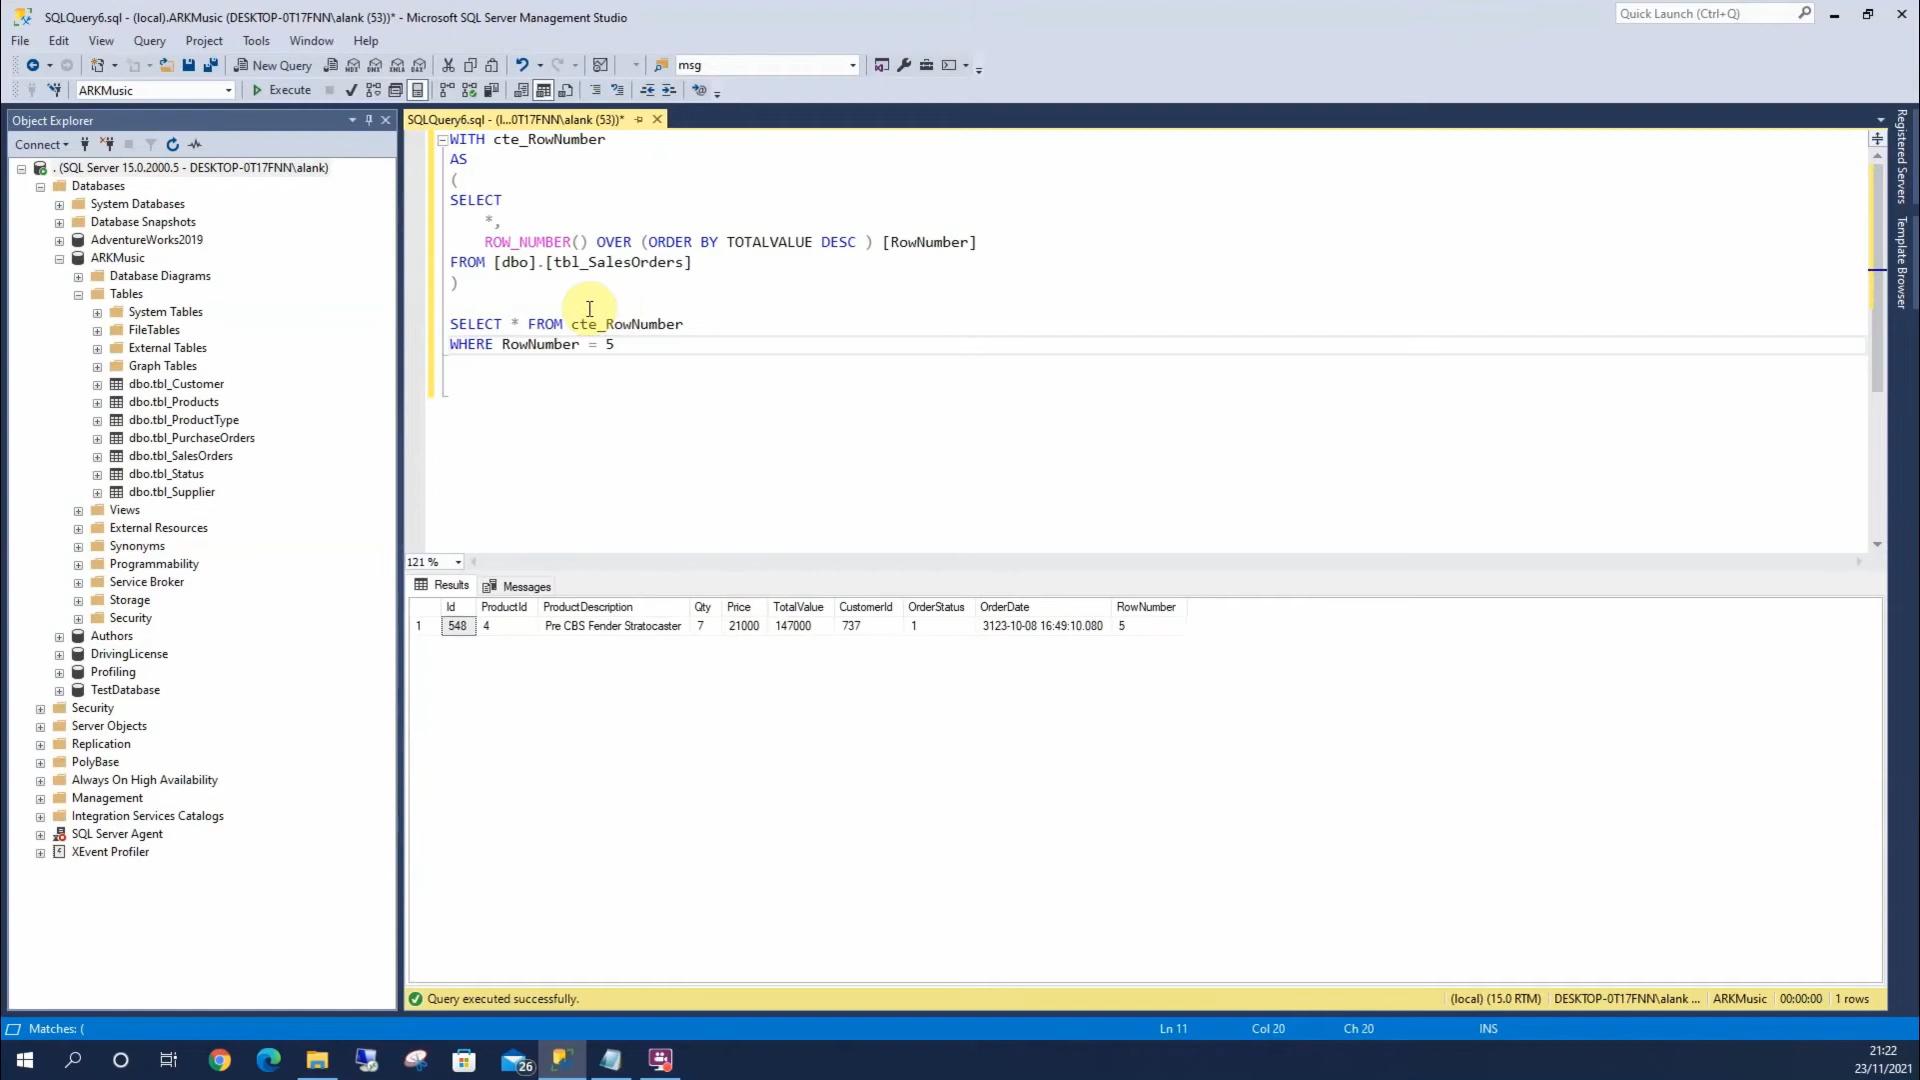 SQLQuery6.sql - (local).ARKMusic (DESKTOP-0T17FNN\alank (53))* - Microsoft SQL Server Management Studio
Quick Launch (Ctrl+Q)
File Edit View Query Project Tools Window Help
New Query
msg
ARKMusic
Execute
Object Explorer
SQLQuery6.sql - (l...0T17FNN\alank (53))*
Connect
. (SQL Server 15.0.2000.5 - DESKTOP-0T17FNN\alank)
Databases
System Databases
Database Snapshots
AdventureWorks2019
ARKMusic
Database Diagrams
Tables
System Tables
FileTables
External Tables
Graph Tables
dbo.tbl_Customer
dbo.tbl_Products
dbo.tbl_ProductType
dbo.tbl_PurchaseOrders
dbo.tbl_SalesOrders
dbo.tbl_Status
dbo.tbl_Supplier
Views
External Resources
Synonyms
Programmability
Service Broker
Storage
Security
Authors
DrivingLicense
Profiling
TestDatabase
Security
Server Objects
Replication
PolyBase
Always On High Availability
Management
Integration Services Catalogs
SQL Server Agent
XEvent Profiler
WITH cte_RowNumber
AS
(
SELECT
*,
ROW_NUMBER() OVER (ORDER BY TOTALVALUE DESC ) [RowNumber]
FROM [dbo].[tbl_SalesOrders]
)
SELECT * FROM cte_RowNumber
WHERE RowNumber = 5
121 %
Results Messages
Id ProductId ProductDescription Qty Price TotalValue CustomerId OrderStatus OrderDate RowNumber
1 548 4 Pre CBS Fender Stratocaster 7 21000 147000 737 1 3123-10-08 16:49:10.080 5
Query executed successfully.
(local) (15.0 RTM) DESKTOP-0T17FNN\alank ... ARKMusic 00:00:00 1 rows
Registered Servers
Template Browser
Matches: (
Ln 11 Col 20 Ch 20 INS
26
21:22
23/11/2021